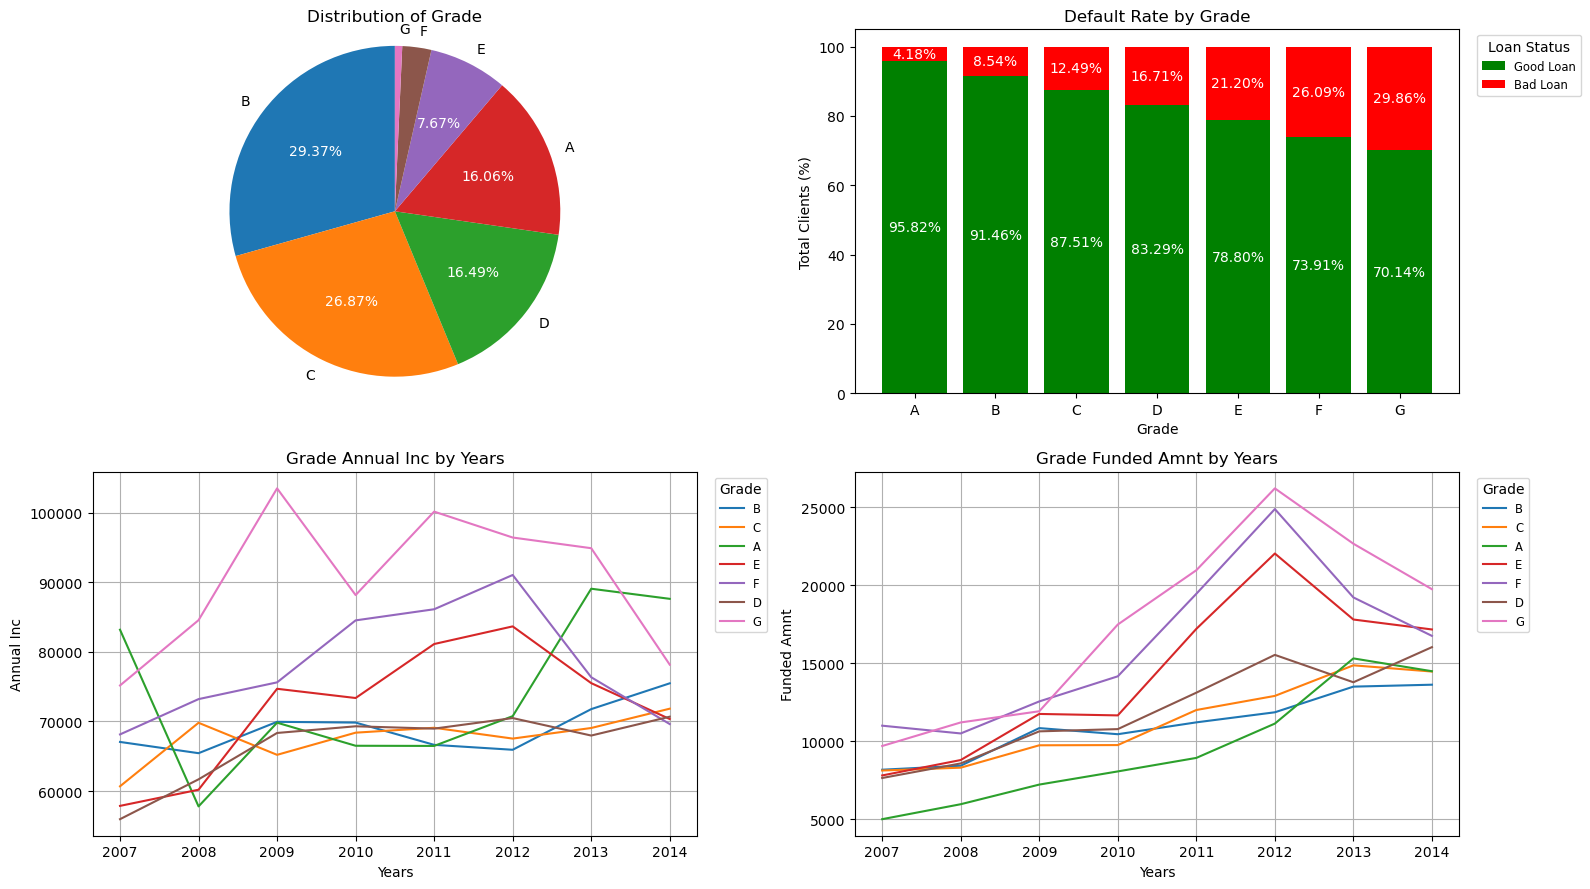 Distribution of Grade
G
F
E
B
7.67%
29.37%
A
16.06%
16.49%
26.87%
D
C
Default Rate by Grade
Total Clients (%)
100
80
60
40
20
0
4.18%
8.54%
12.49%
16.71%
21.20%
26.09%
29.86%
95.82%
91.46%
87.51%
83.29%
78.80%
73.91%
70.14%
A
B
C
D
E
F
G
Grade
Loan Status
Good Loan
Bad Loan
Grade Annual Inc by Years
Annual Inc
100000
90000
80000
70000
60000
2007
2008
2009
2010
2011
2012
2013
2014
Years
Grade
B
C
A
E
F
D
G
Grade Funded Amnt by Years
Funded Amnt
25000
20000
15000
10000
5000
2007
2008
2009
2010
2011
2012
2013
2014
Years
Grade
B
C
A
E
F
D
G